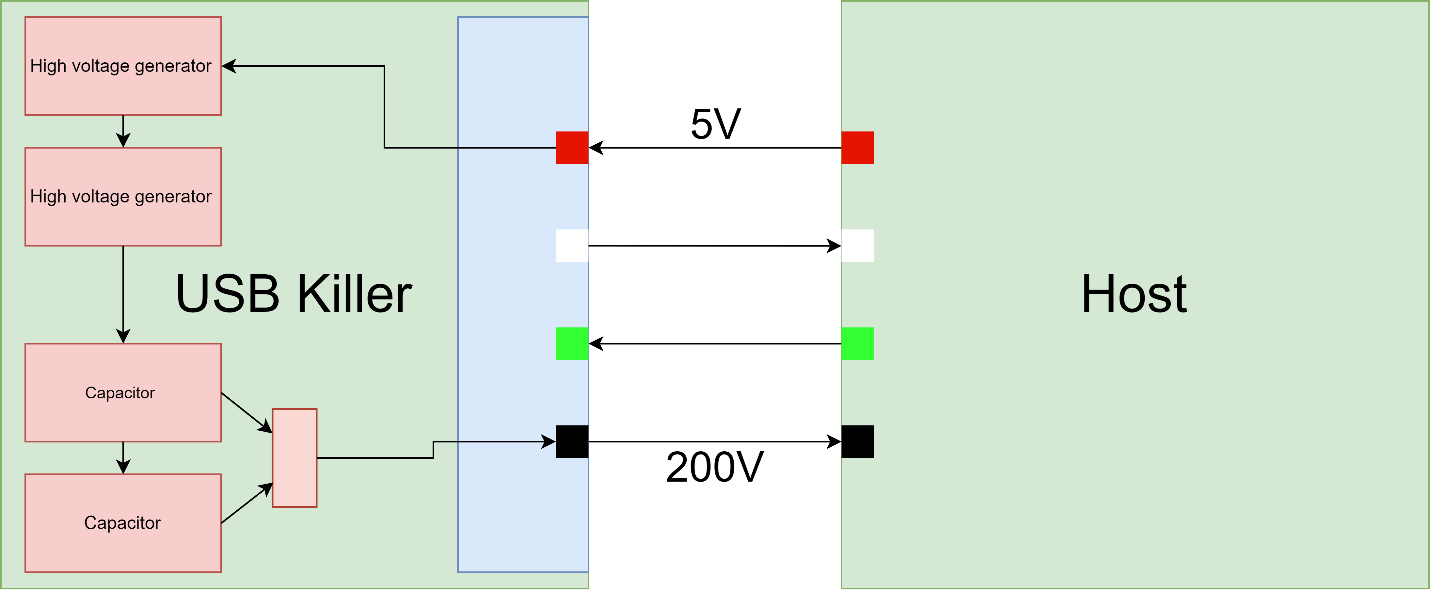 High voltage generator
5V
High voltage generator
USB Killer
Host
Capacitor
200V
Capacitor